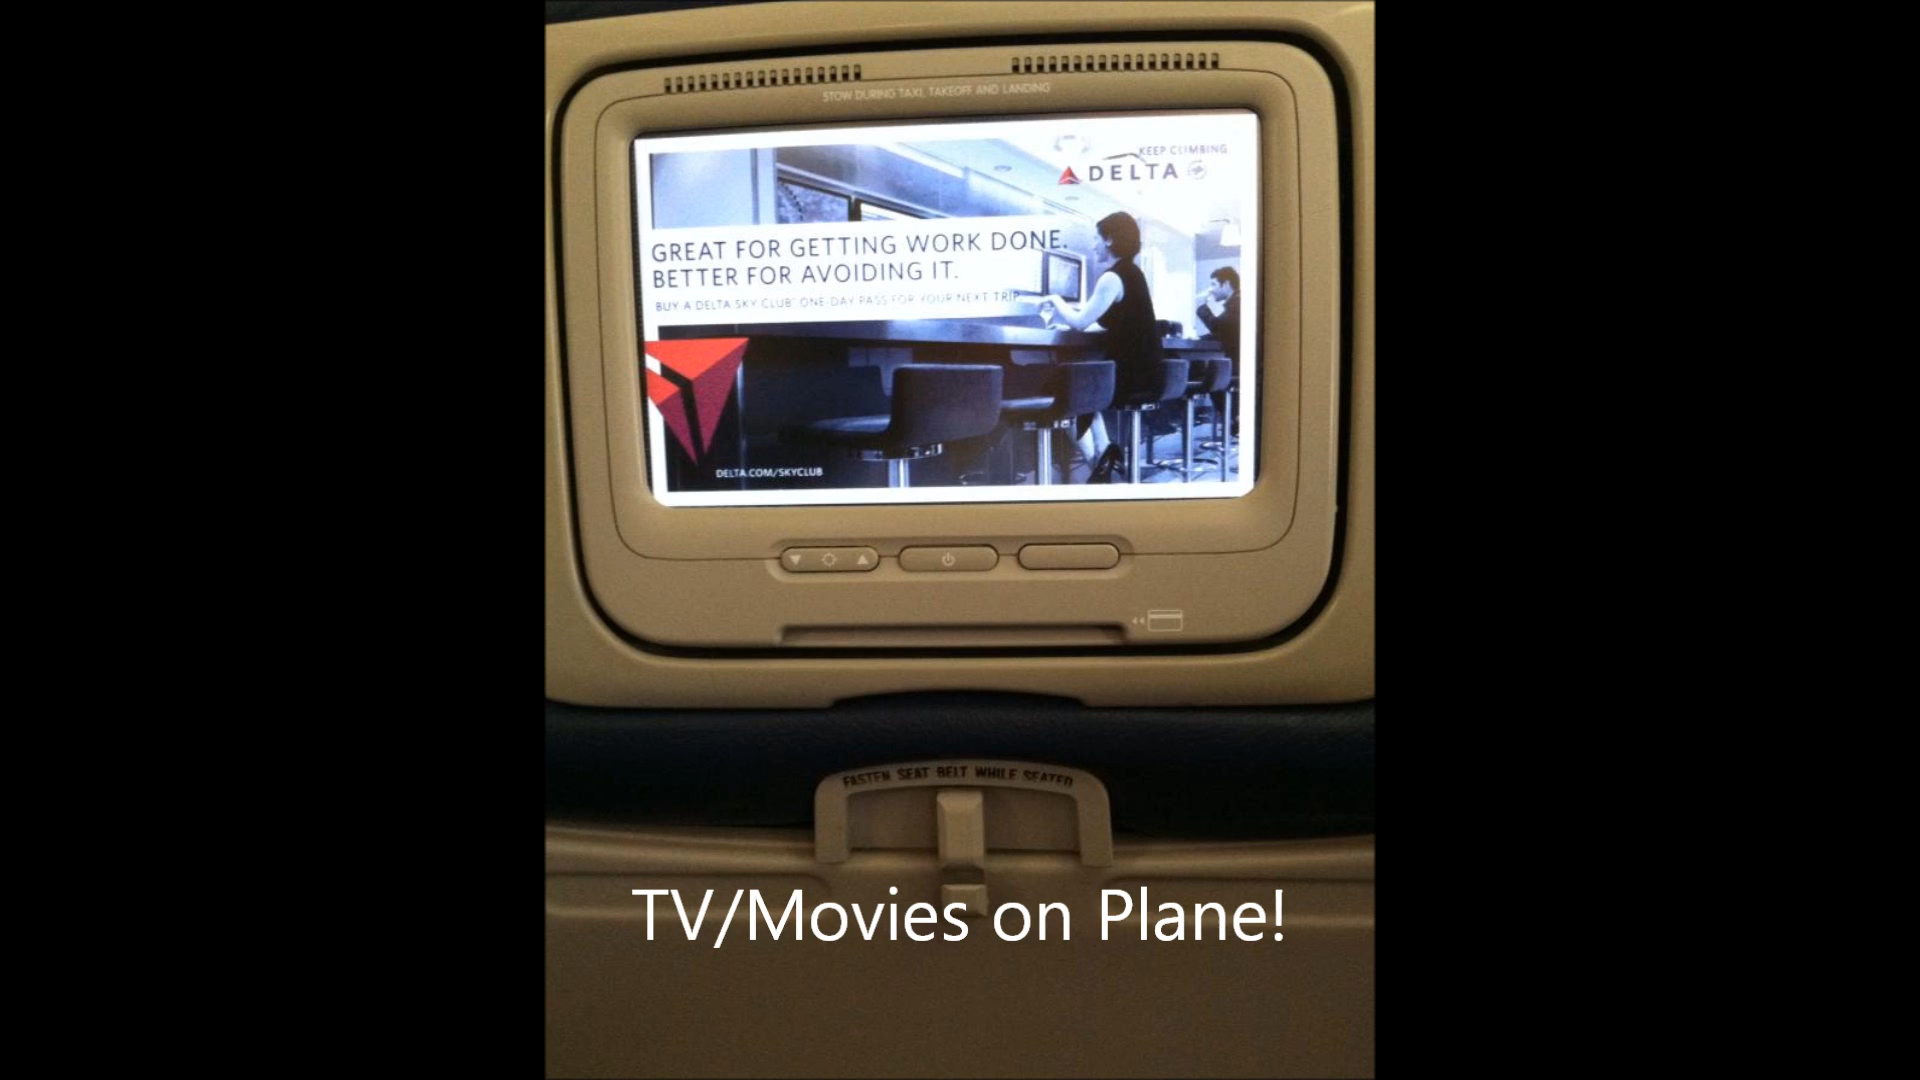 STOW DURING TAXI, TAKEOFF AND LANDING
KEEP CLIMBING
DELTA
GREAT FOR GETTING WORK DONE.
BETTER FOR AVOIDING IT.
BUY A DELTA SKY CLUB ONE-DAY PASS FOR YOUR NEXT TRIP
DELTA.COM/SKYCLUB
FASTEN SEAT BELT WHILE SEATED
TV/Movies on Plane!